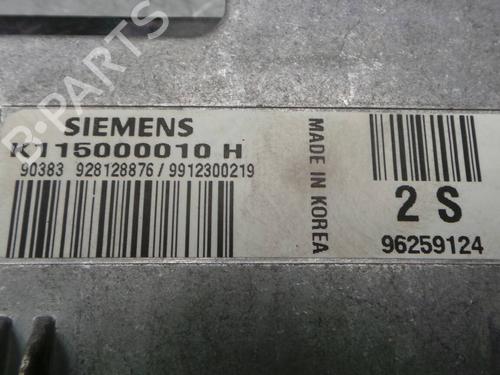 B-PARTS
SIEMENS
K115000010 H
90383 928128876 / 9912300219
MADE IN KOREA
2 S
96259124